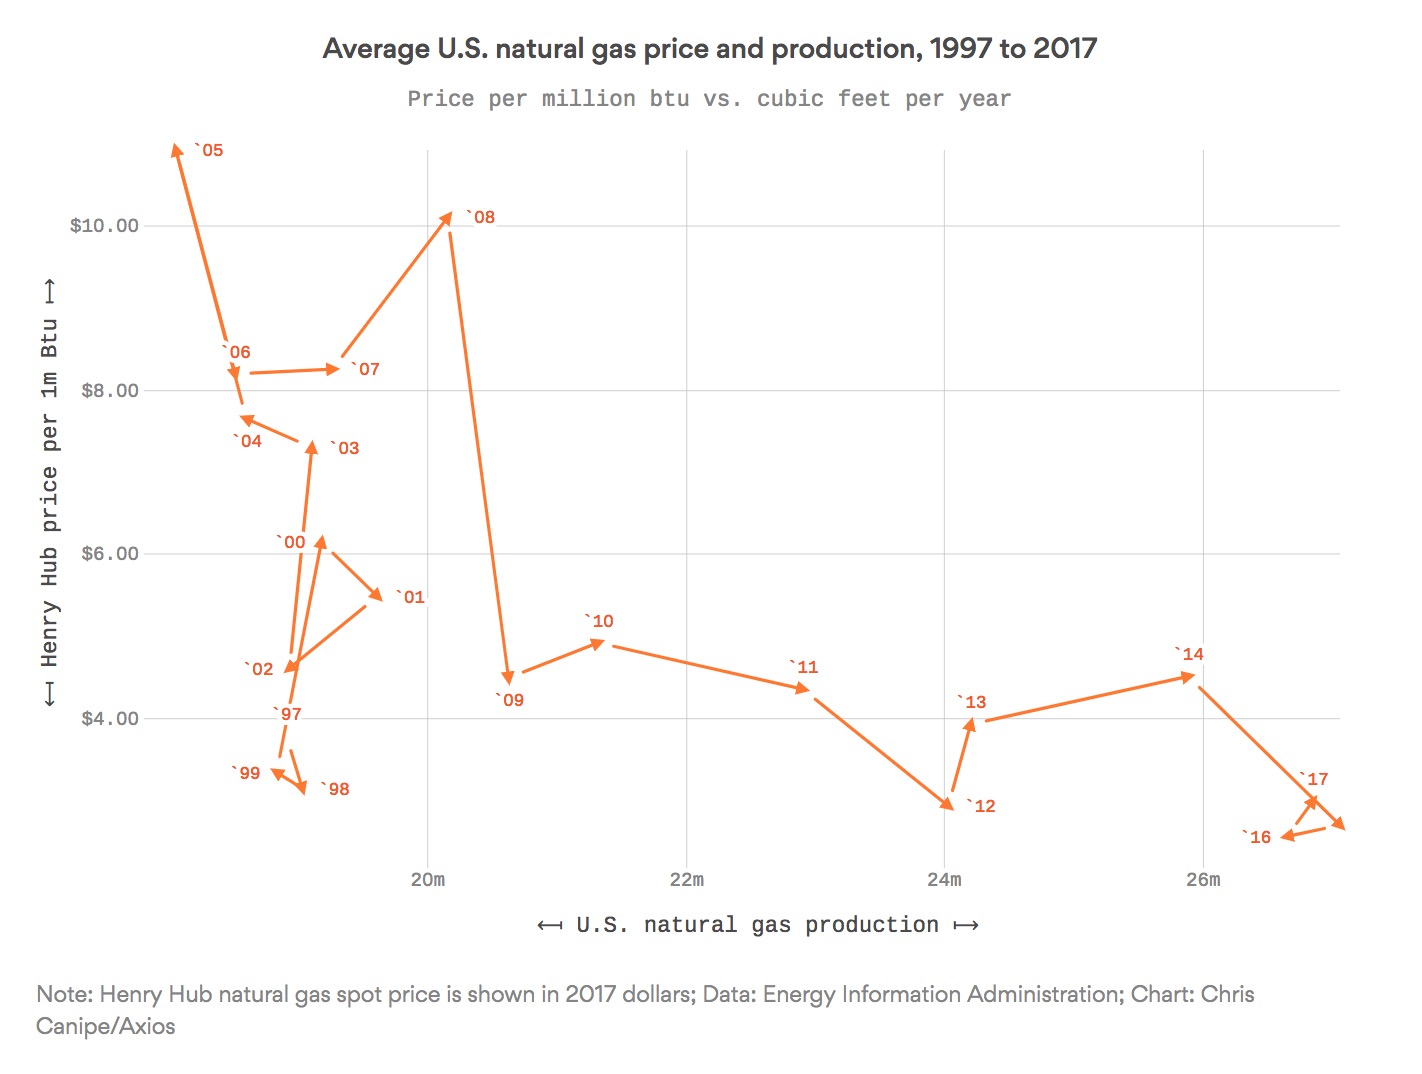 Average U.S. natural gas price and production, 1997 to 2017
Price per million btu vs. cubic feet per year
`05
$10.00
`08
`06
`07
$8.00
`04
`03
`00
$6.00
`01
`10
`02
`11
`14
`09
`13
`97
$4.00
`99
`98
`17
`12
`16
⟵ Henry Hub price per 1m Btu ⟶
20m
22m
24m
26m
⟵ U.S. natural gas production ⟶
Note: Henry Hub natural gas spot price is shown in 2017 dollars; Data: Energy Information Administration; Chart: Chris
Canipe/Axios